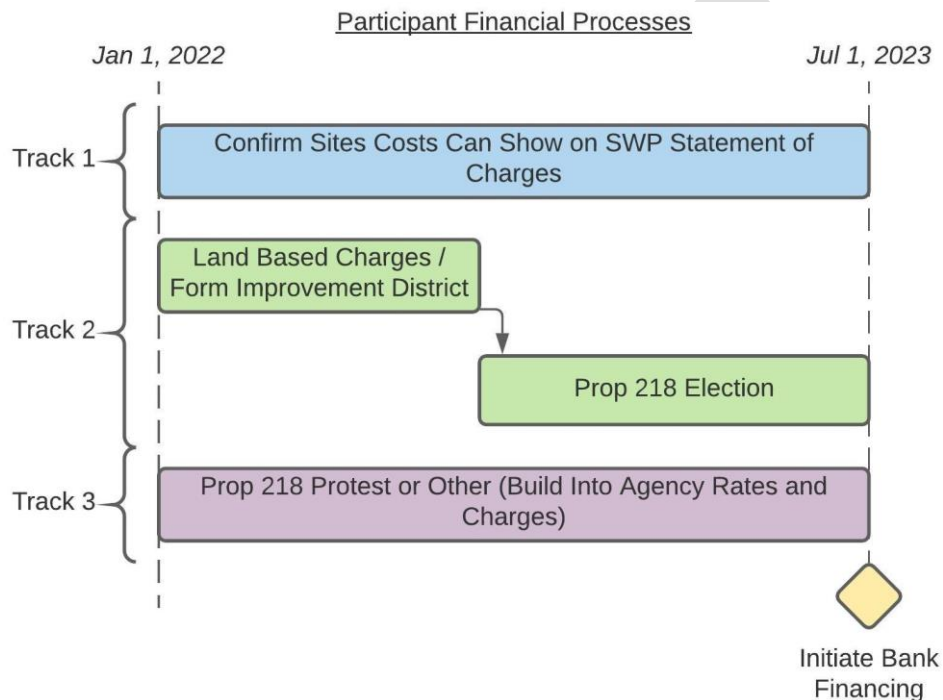 Participant Financial Processes
Jan 1, 2022
Jul 1, 2023
Track 1
Confirm Sites Costs Can Show on SWP Statement of
Charges
Track 2
Land Based Charges /
Form Improvement District
Prop 218 Election
Track 3
Prop 218 Protest or Other (Build Into Agency Rates and
Charges)
Initiate Bank
Financing